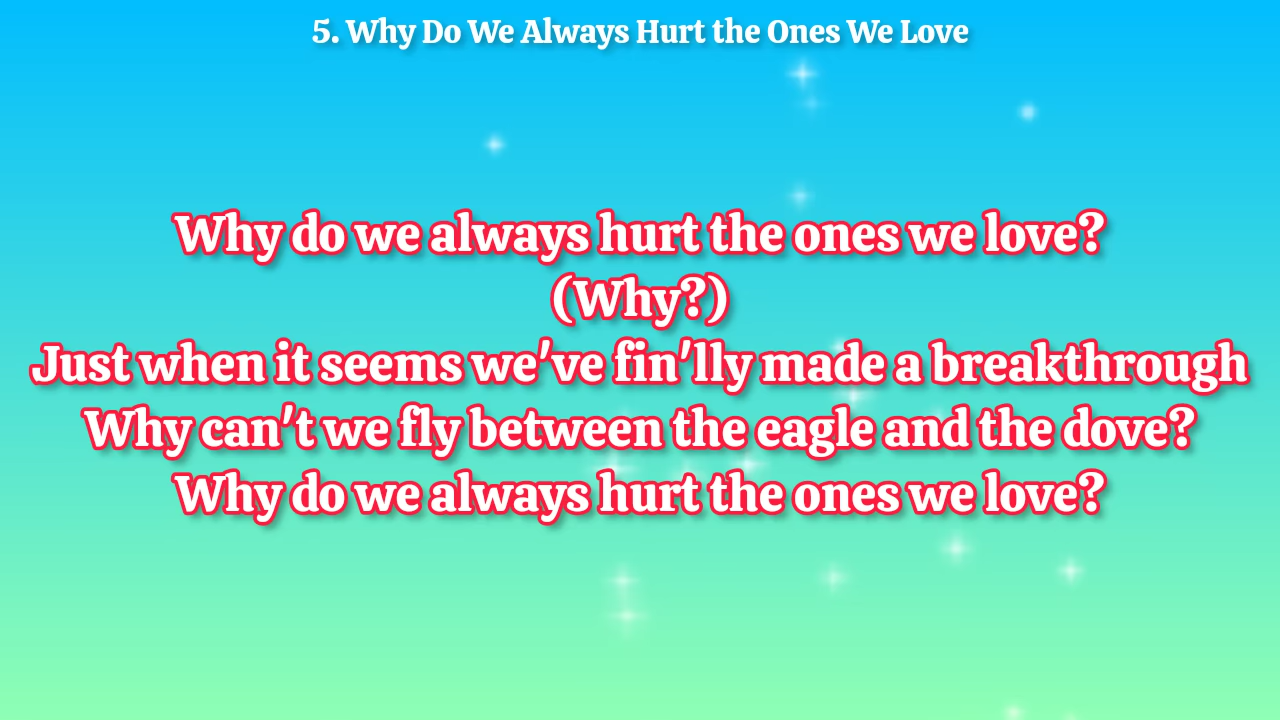 5. Why Do We Always Hurt the Ones We Love
Why do we always hurt the ones we love?
(Why?)
Just when it seems we've fin'lly made a breakthrough
Why can't we fly between the eagle and the dove?
Why do we always hurt the ones we love?